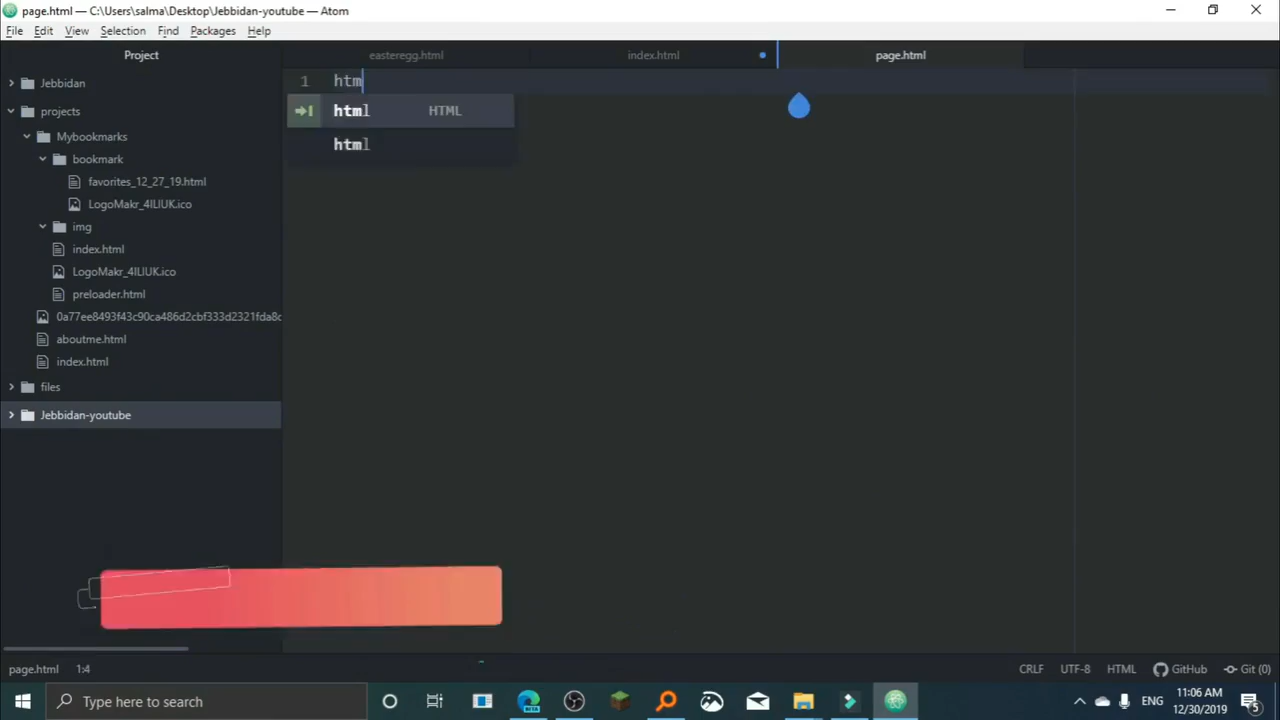 page.html — C:\Users\salma\Desktop\Jebbidan-youtube — Atom
File Edit View Selection Find Packages Help
Project
easteregg.html
index.html
page.html
Jebbidan
projects
Mybookmarks
bookmark
favorites_12_27_19.html
LogoMakr_4ILIUK.ico
img
index.html
LogoMakr_4ILIUK.ico
preloader.html
0a77ee8493f43c90ca486d2cbf333d2321fda8c
aboutme.html
index.html
files
Jebbidan-youtube
1 htm
html HTML
html
page.html 1:4
CRLF UTF-8 HTML GitHub Git (0)
Type here to search
BETA
ENG
11:06 AM
12/30/2019
5